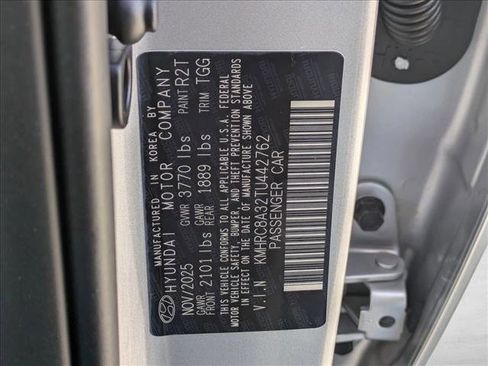 MANUFACTURED IN KOREA BY
HYUNDAI MOTOR COMPANY
NOV/2025 GVWR 3770 lbs PAINT R2T
GAWR FRONT 2101 lbs GAWR REAR 1889 lbs TRIM TGG
THIS VEHICLE CONFORMS TO ALL APPLICABLE U.S.A. FEDERAL
MOTOR VEHICLE SAFETY, BUMPER, AND THEFT PREVENTION STANDARDS
IN EFFECT ON THE DATE OF MANUFACTURE SHOWN ABOVE.
V.I.N KMHRC8A32TU442762
PASSENGER CAR